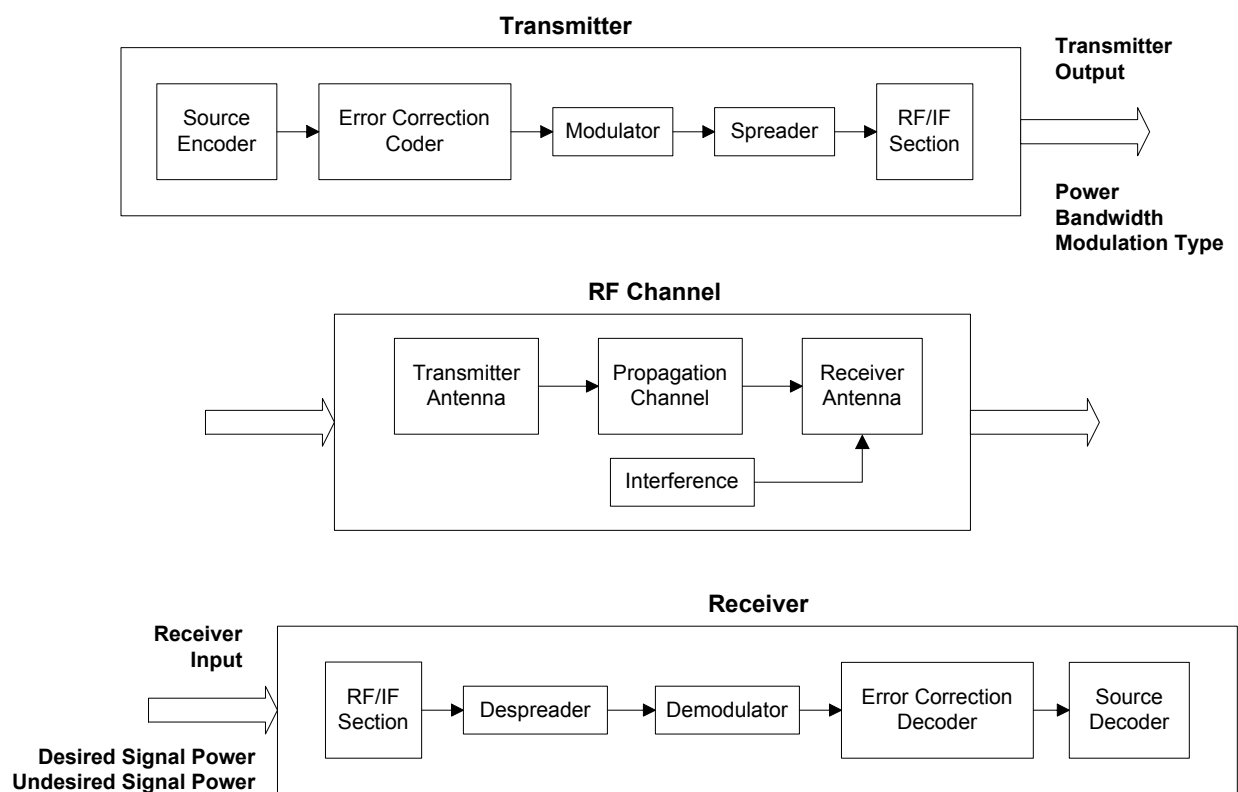 Transmitter
Source
Encoder
Error Correction
Coder
Modulator
Spreader
RF/IF
Section
Transmitter
Output
Power
Bandwidth
Modulation Type
RF Channel
Transmitter
Antenna
Propagation
Channel
Receiver
Antenna
Interference
Receiver
Receiver
Input
RF/IF
Section
Despreader
Demodulator
Error Correction
Decoder
Source
Decoder
Desired Signal Power
Undesired Signal Power